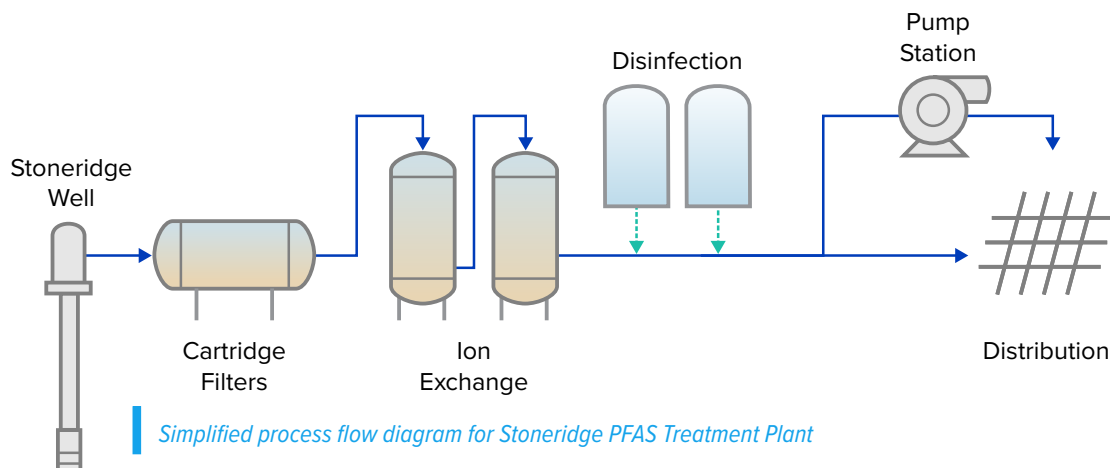 Pump
Station
Disinfection
Stoneridge
Well
Cartridge
Filters
Ion
Exchange
Distribution
Simplified process flow diagram for Stoneridge PFAS Treatment Plant